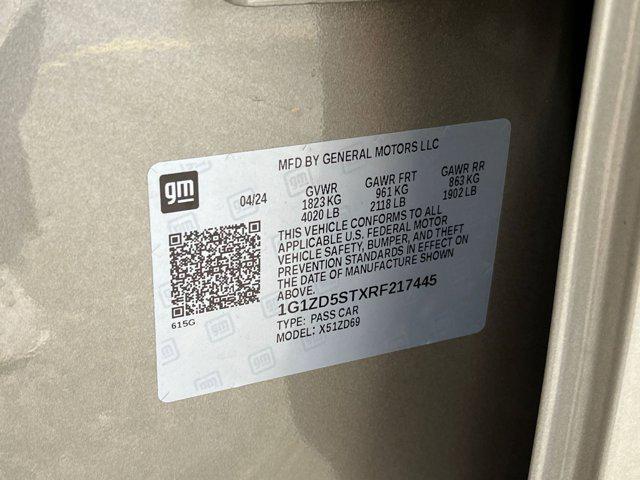 MFD BY GENERAL MOTORS LLC
gm
04/24
GVWR
1823 KG
4020 LB
GAWR FRT
961 KG
2118 LB
GAWR RR
863 KG
1902 LB
THIS VEHICLE CONFORMS TO ALL
APPLICABLE U.S. FEDERAL MOTOR
VEHICLE SAFETY, BUMPER, AND THEFT
PREVENTION STANDARDS IN EFFECT ON
THE DATE OF MANUFACTURE SHOWN
ABOVE.
1G1ZD5STXRF217445
TYPE: PASS CAR
MODEL: X51ZD69
615G